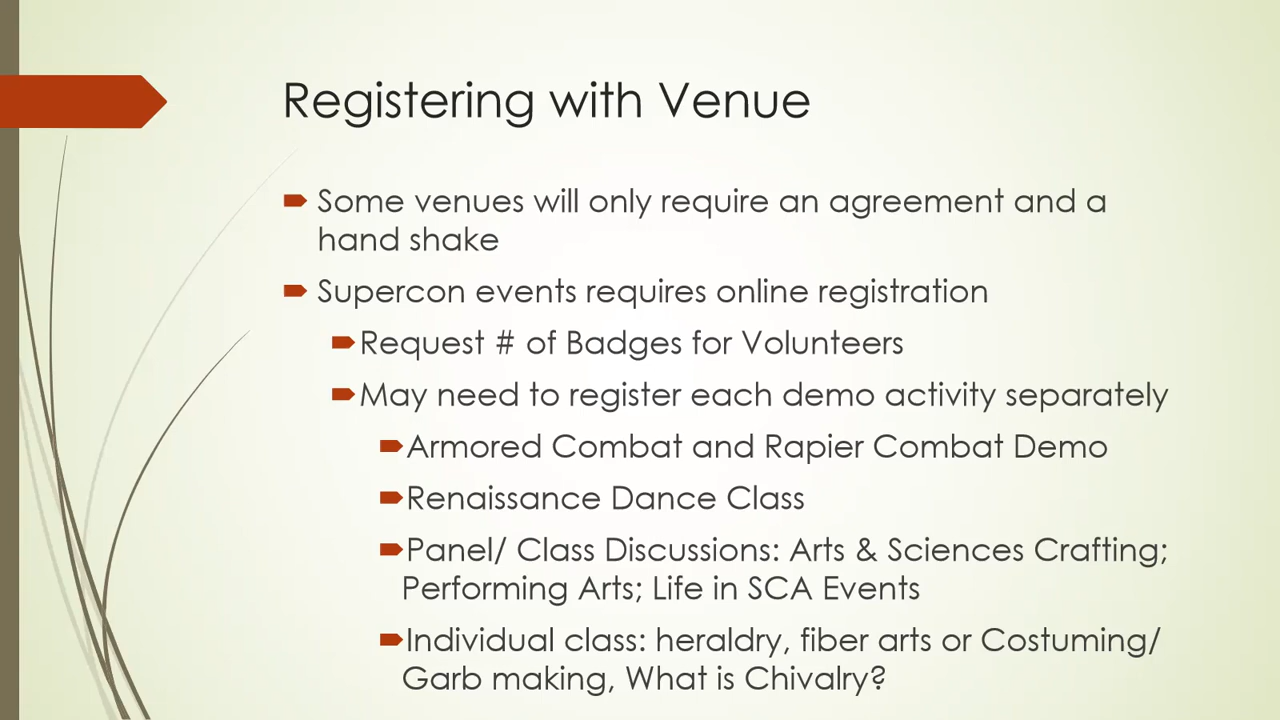 Registering with Venue
Some venues will only require an agreement and a
hand shake
Supercon events requires online registration
Request # of Badges for Volunteers
May need to register each demo activity separately
Armored Combat and Rapier Combat Demo
Renaissance Dance Class
Panel/ Class Discussions: Arts & Sciences Crafting;
Performing Arts; Life in SCA Events
Individual class: heraldry, fiber arts or Costuming/
Garb making, What is Chivalry?